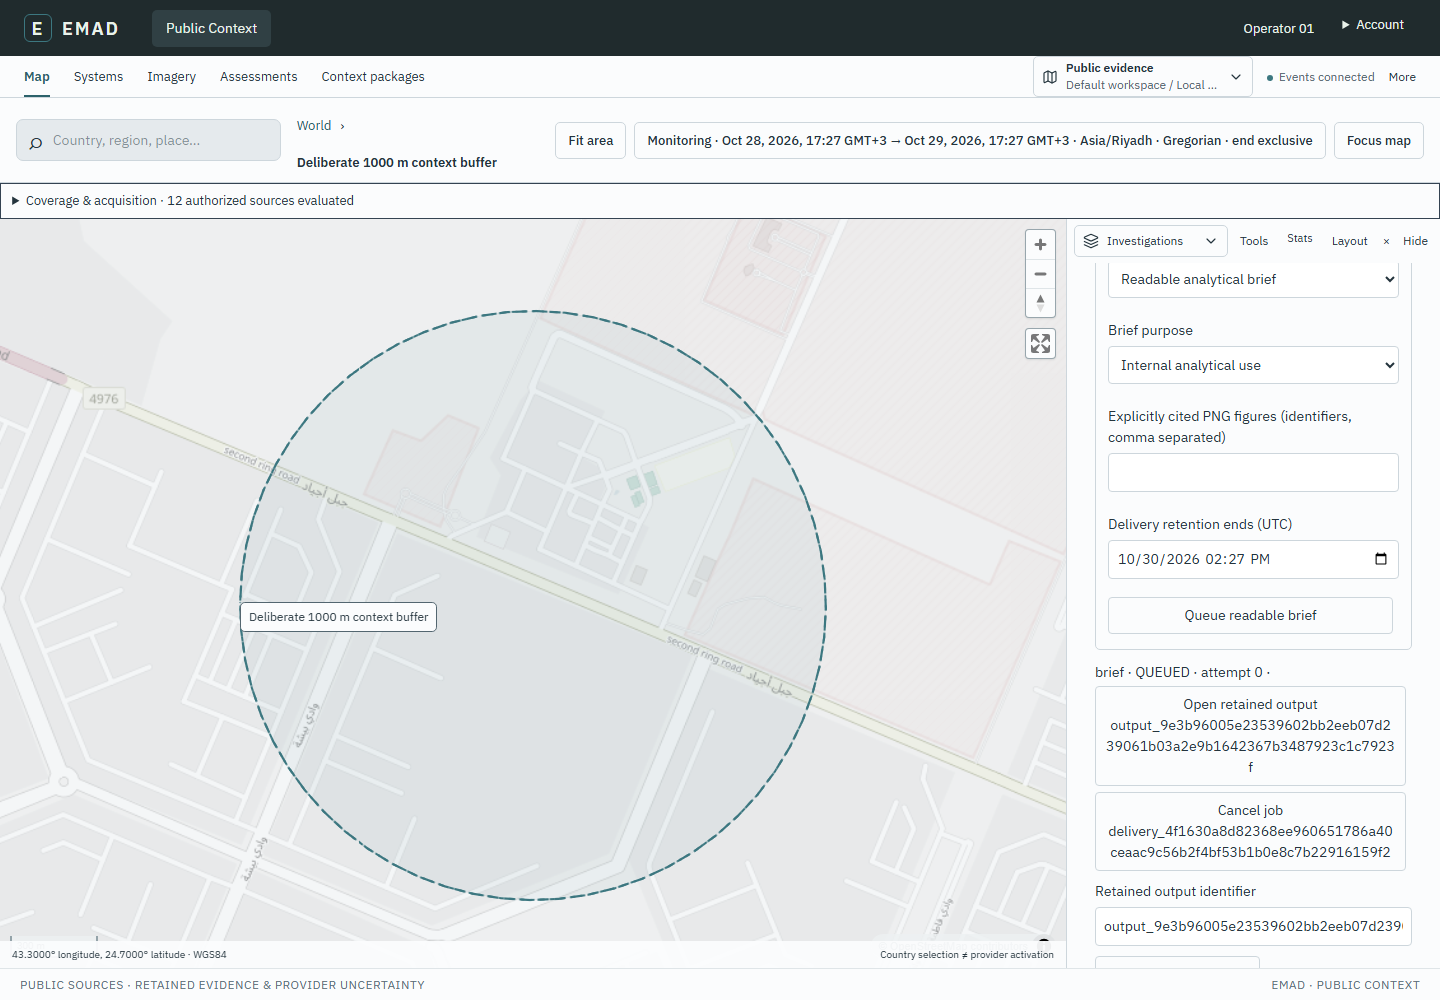 E EMAD
Public Context
Operator 01
▶ Account
Map
Systems
Imagery
Assessments
Context packages
Public evidence
Default workspace / Local ...
Events connected
More
Country, region, place...
World ›
Deliberate 1000 m context buffer
Fit area
Monitoring · Oct 28, 2026, 17:27 GMT+3 → Oct 29, 2026, 17:27 GMT+3 · Asia/Riyadh · Gregorian · end exclusive
Focus map
▶ Coverage & acquisition · 12 authorized sources evaluated
4976
second ring road جبل أجياد
Deliberate 1000 m context buffer
second ring road جبل أجياد
وادي بيشة
وادي بيشة
43.3000° longitude, 24.7000° latitude · WGS84
Country selection ≠ provider activation
Investigations
Tools
Stats
Layout
×
Hide
Readable analytical brief
Brief purpose
Internal analytical use
Explicitly cited PNG figures (identifiers,
comma separated)
Delivery retention ends (UTC)
10/30/2026 02:27 PM
Queue readable brief
brief · QUEUED · attempt 0 ·
Open retained output
output_9e3b96005e23539602bb2eeb07d2
39061b03a2e9b1642367b3487923c1c7923
f
Cancel job
delivery_4f1630a8d82368ee960651786a40
ceaac9c56b2f4bf53b1b0e8c7b22916159f2
Retained output identifier
output_9e3b96005e23539602bb2eeb07d239
PUBLIC SOURCES · RETAINED EVIDENCE & PROVIDER UNCERTAINTY
EMAD · PUBLIC CONTEXT